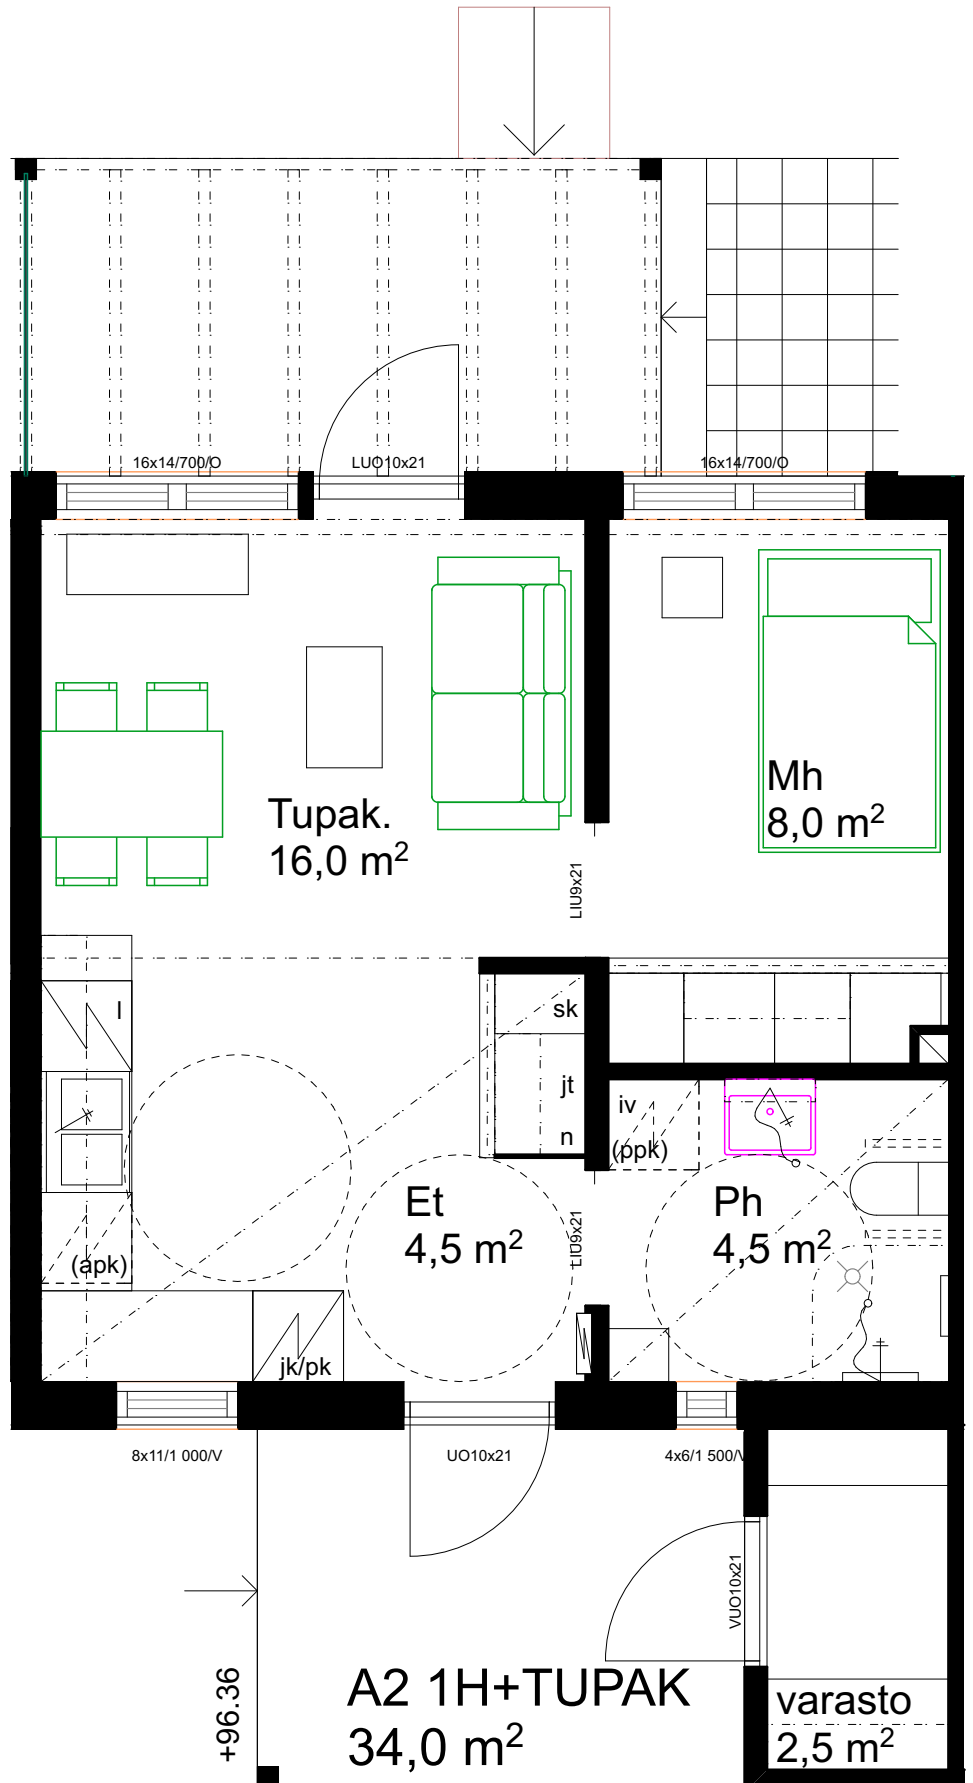 16x14/700/O
LUO10x21
16x14/700/O
Mh
8,0 m²
Tupak.
16,0 m²
LIU9x21
l
sk
jt
n
iv
(ppk)
Et
4,5 m²
LIU9x21
Ph
4,5 m²
(apk)
jk/pk
8x11/1 000/V
UO10x21
4x6/1 500/V
VUO10x21
+96.36
A2 1H+TUPAK
34,0 m²
varasto
2,5 m²